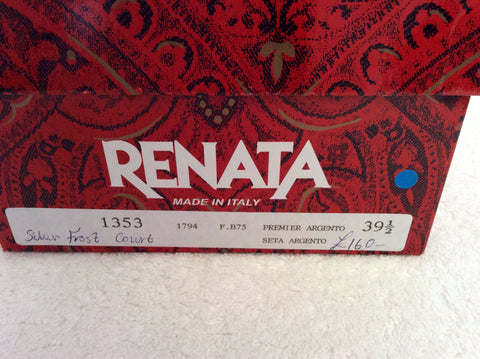 RENATA
MADE IN ITALY
1353 1794 F.B75 PREMIER ARGENTO 39½
Silver Frost Court SETA ARGENTO £160-